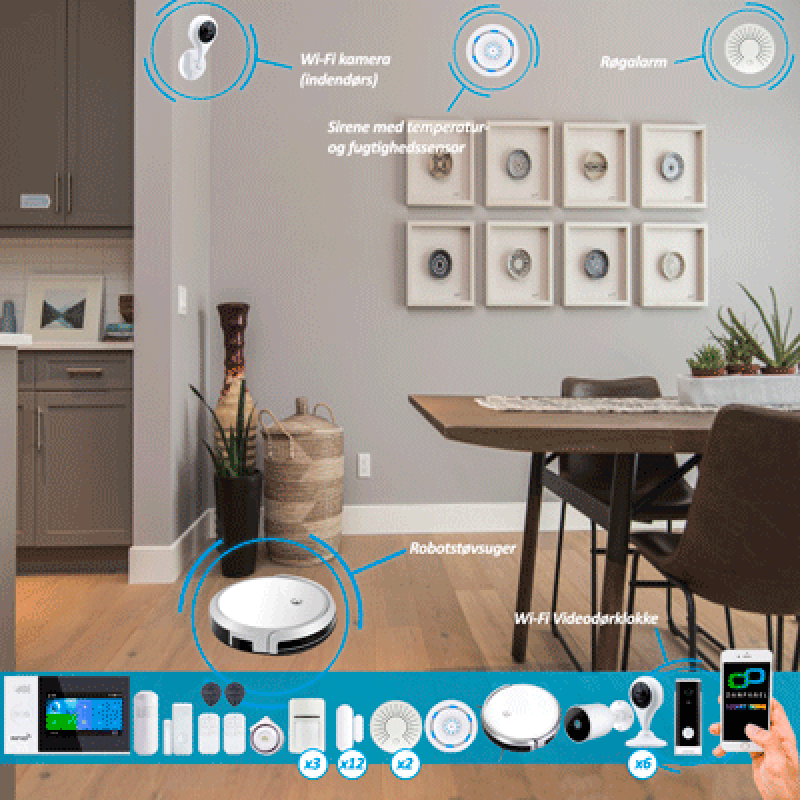 Wi-Fi kamera
(indendørs)
Røgalarm
Sirene med temperatur-
og fugtighedssensor
Robotstøvsuger
Wi-Fi Videodørklokke
x3
x12
x2
x6